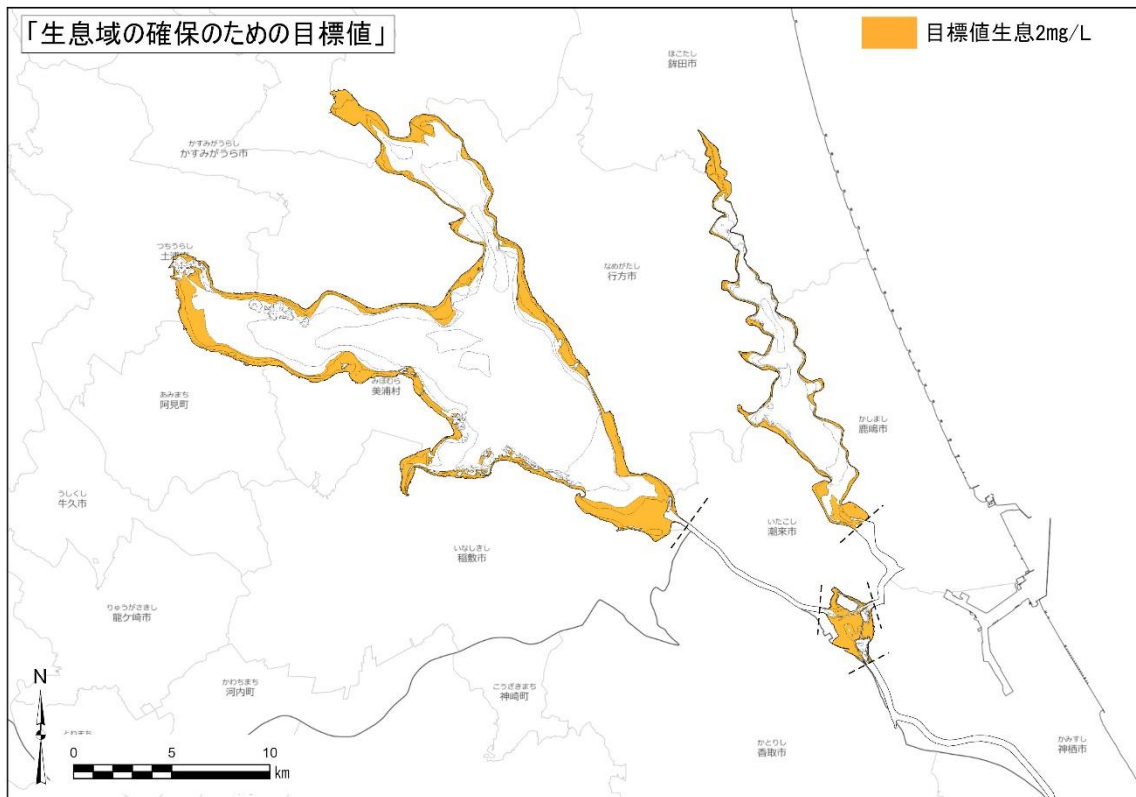 「生息域の確保のための目標値」
目標値生息2mg/L
ほこたし
鉾田市
かすみがうらし
かすみがうら市
つちうらし
なめがたし
行方市
みほむら
美浦村
あみまち
阿見町
かしまし
鹿嶋市
うしくし
牛久市
いたこし
潮来市
いなしきし
稲敷市
りゅうがさきし
龍ケ崎市
かわちまち
河内町
こうざきまち
神崎町
かとりし
香取市
かみすし
神栖市
とりまち
N
0 5 10
km